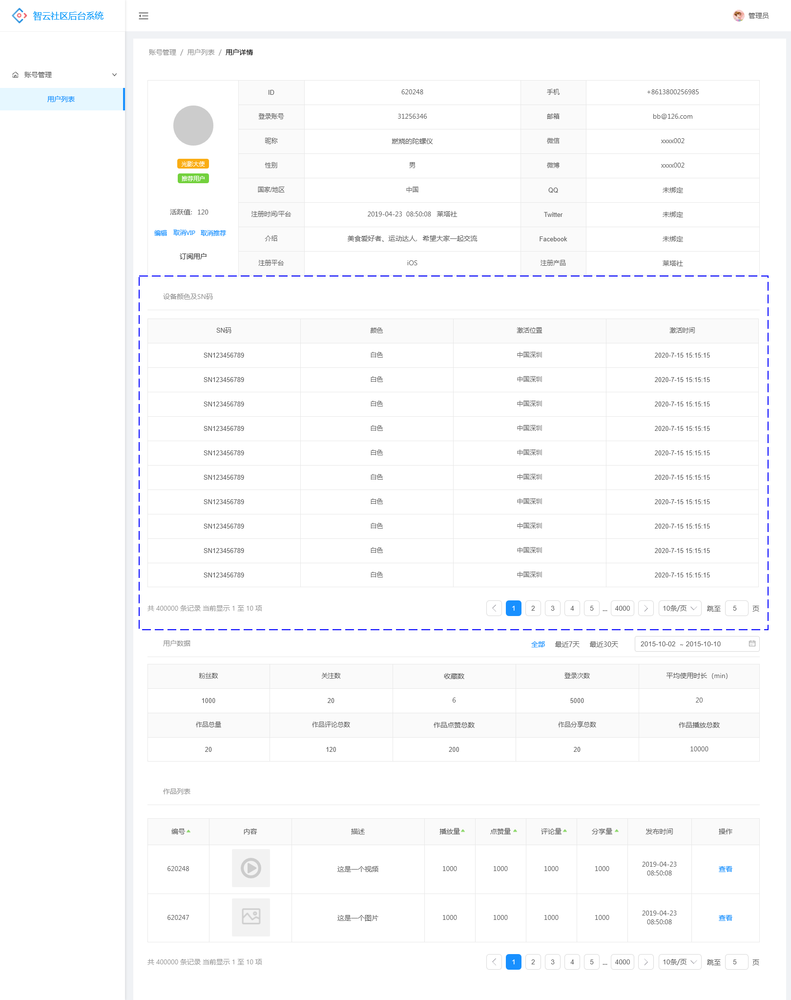 智云社区后台系统
管理员
账号管理 / 用户列表 / 用户详情
账号管理
用户列表
光影大使
推荐用户
活跃值: 120
编辑 取消VIP 取消推荐
订阅用户
ID 620248 手机 +8613800256985
登录账号 31256346 邮箱 bb@126.com
昵称 燃烧的陀螺仪 微信 xxxx002
性别 男 微博 xxxx002
国家/地区 中国 QQ 未绑定
注册时间/平台 2019-04-23 08:50:08 莱塔社 Twitter 未绑定
介绍 美食爱好者、运动达人，希望大家一起交流 Facebook 未绑定
注册平台 iOS 注册产品 莱塔社
设备颜色及SN码
SN码 颜色 激活位置 激活时间
SN123456789 白色 中国深圳 2020-7-15 15:15:15
SN123456789 白色 中国深圳 2020-7-15 15:15:15
SN123456789 白色 中国深圳 2020-7-15 15:15:15
SN123456789 白色 中国深圳 2020-7-15 15:15:15
SN123456789 白色 中国深圳 2020-7-15 15:15:15
SN123456789 白色 中国深圳 2020-7-15 15:15:15
SN123456789 白色 中国深圳 2020-7-15 15:15:15
SN123456789 白色 中国深圳 2020-7-15 15:15:15
SN123456789 白色 中国深圳 2020-7-15 15:15:15
SN123456789 白色 中国深圳 2020-7-15 15:15:15
共 400000 条记录 当前显示 1 至 10 项 1 2 3 4 5 ... 4000 10条/页 跳至 5 页
用户数据 全部 最近7天 最近30天 2015-10-02 ~ 2015-10-10
粉丝数 关注数 收藏数 登录次数 平均使用时长（min）
1000 20 6 5000 20
作品总量 作品评论总数 作品点赞总数 作品分享总数 作品播放总数
20 120 200 20 10000
作品列表
编号 内容 描述 播放量 点赞量 评论量 分享量 发布时间 操作
620248 这是一个视频 1000 1000 1000 1000 2019-04-23 查看
08:50:08
620247 这是一个图片 1000 1000 1000 1000 2019-04-23 查看
08:50:08
共 400000 条记录 当前显示 1 至 10 项 1 2 3 4 5 ... 4000 10条/页 跳至 5 页